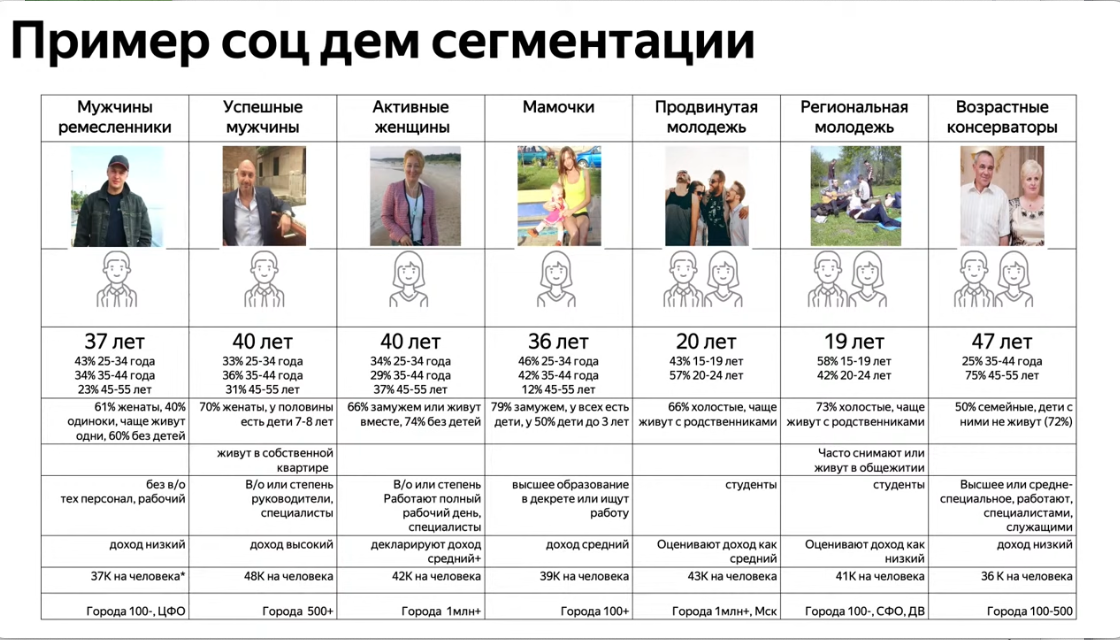 Пример соц дем сегментации
Мужчины
ремесленники
Успешные
мужчины
Активные
женщины
Мамочки
Продвинутая
молодежь
Региональная
молодежь
Возрастные
консерваторы
37 лет
43% 25-34 года
34% 35-44 года
23% 45-55 лет
40 лет
33% 25-34 года
36% 35-44 года
31% 45-55 лет
40 лет
34% 25-34 года
29% 35-44 года
37% 45-55 лет
36 лет
46% 25-34 года
42% 35-44 года
12% 45-55 лет
20 лет
43% 15-19 лет
57% 20-24 лет
19 лет
58% 15-19 лет
42% 20-24 лет
47 лет
25% 35-44 года
75% 45-55 лет
61% женаты, 40%
одиноки, чаще живут
одни, 60% без детей
70% женаты, у половины
есть дети 7-8 лет
66% замужем или живут
вместе, 74% без детей
79% замужем, у всех есть
дети, у 50% дети до 3 лет
66% холостые, чаще
живут с родственниками
73% холостые, чаще
живут с родственниками
50% семейные, дети с
ними не живут (72%)
живут в собственной
квартире
Часто снимают или
живут в общежитии
без в/о
тех персонал, рабочий
В/о или степень
руководители,
специалисты
В/о или степень
Работают полный
рабочий день,
специалисты
высшее образование
в декрете или ищут
работу
студенты
студенты
Высшее или средне-
специальное, работают,
специалистами,
служащими
доход низкий
доход высокий
декларируют доход
средний+
доход средний
Оценивают доход как
средний
Оценивают доход как
низкий
доход низкий
37К на человека*
48К на человека
42К на человека
39К на человека
43К на человека
41К на человека
36 К на человека
Города 100-, ЦФО
Города 500+
Города 1млн+
Города 100+
Города 1млн+, Мск
Города 100-, СФО, ДВ
Города 100-500